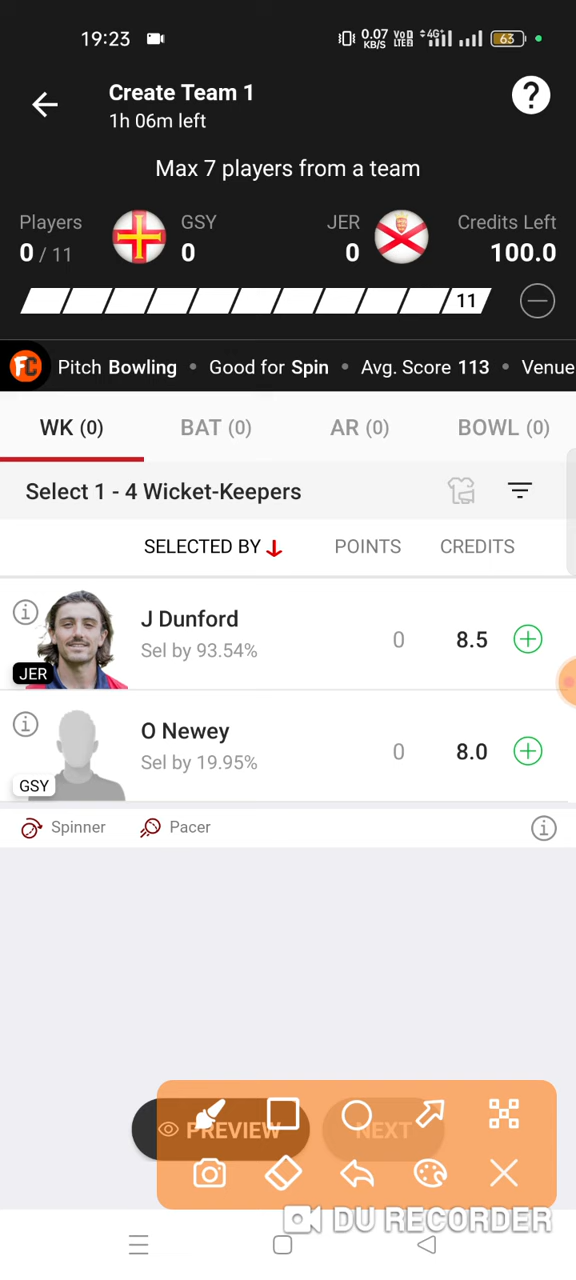 19:23 0.07 KB/S VoD LTE 4G 63
Create Team 1
1h 06m left
?
Max 7 players from a team
Players GSY JER Credits Left
0 / 11 0 0 100.0
11
FC Pitch Bowling • Good for Spin • Avg. Score 113 • Venue
WK (0) BAT (0) AR (0) BOWL (0)
Select 1 - 4 Wicket-Keepers
SELECTED BY POINTS CREDITS
J Dunford
Sel by 93.54% 0 8.5
JER
O Newey
Sel by 19.95% 0 8.0
GSY
Spinner Pacer
PREVIEW NEXT
DU RECORDER